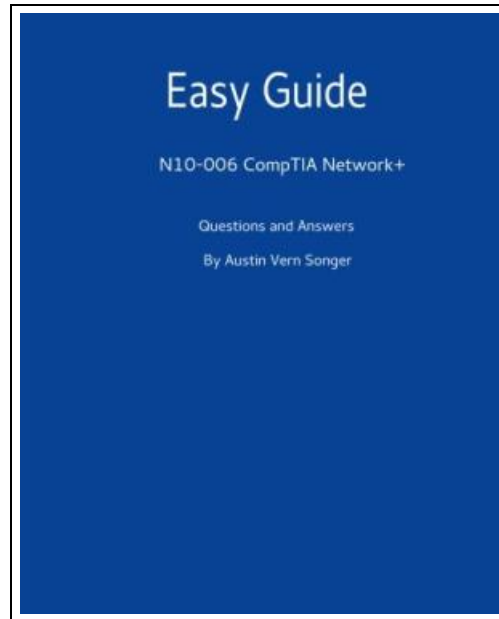 Easy Guide
N10-006 CompTIA Network+
Questions and Answers
By Austin Vern Songer